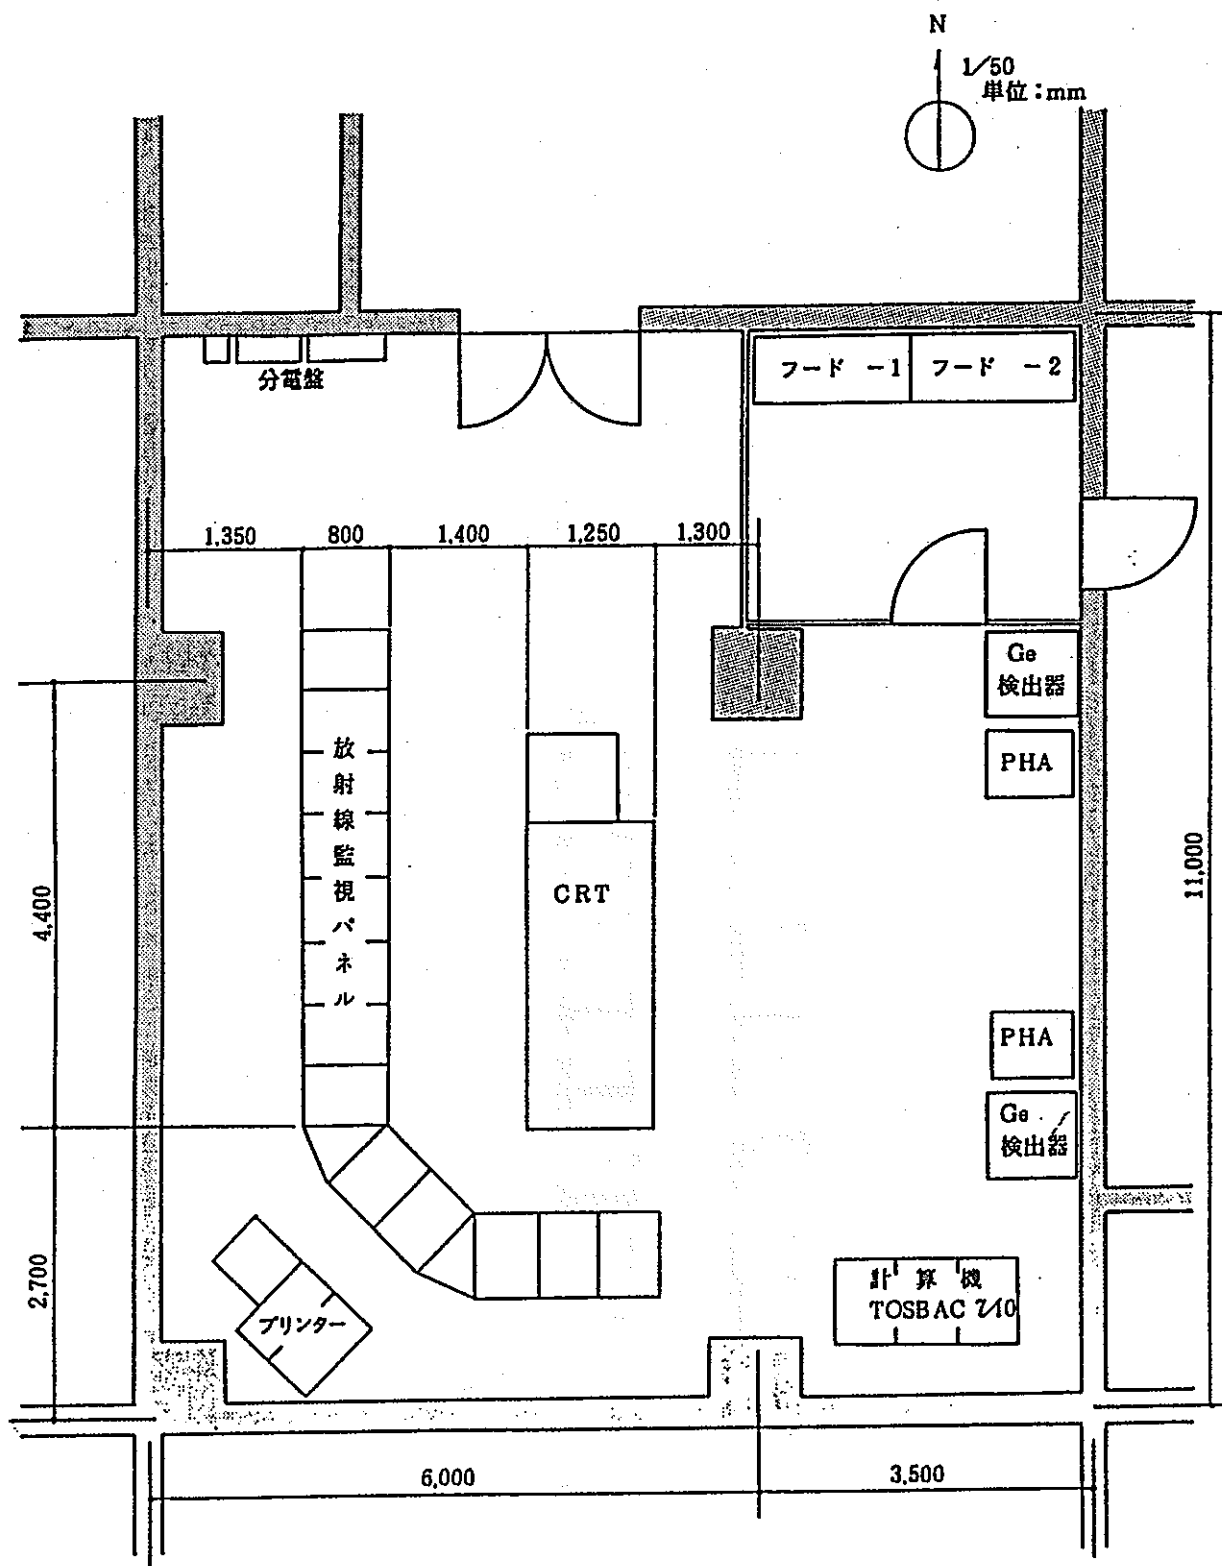 N
1/50
単位:mm
分電盤
フード -1
フード -2
1,350
800
1,400
1,250
1,300
Ge
検出器
PHA
放射線監視パネル
CRT
4,400
11,000
PHA
Ge
検出器
2,700
計算機
TOSBAC 7/10
プリンター
6,000
3,500